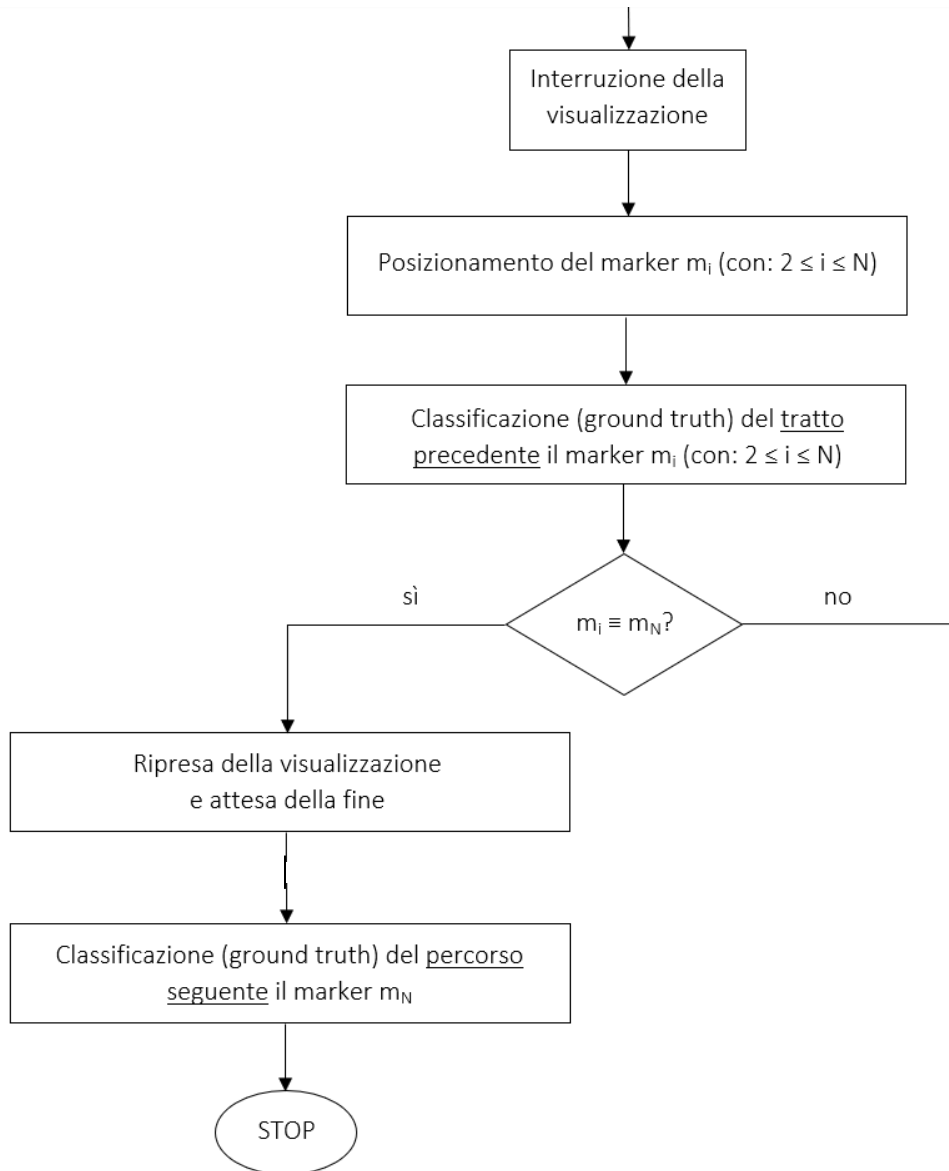 Interruzione della
visualizzazione
Posizionamento del marker mᵢ (con: 2 ≤ i ≤ N)
Classificazione (ground truth) del tratto
precedente il marker mᵢ (con: 2 ≤ i ≤ N)
sì
mᵢ ≡ m_N?
no
Ripresa della visualizzazione
e attesa della fine
Classificazione (ground truth) del percorso
seguente il marker m_N
STOP